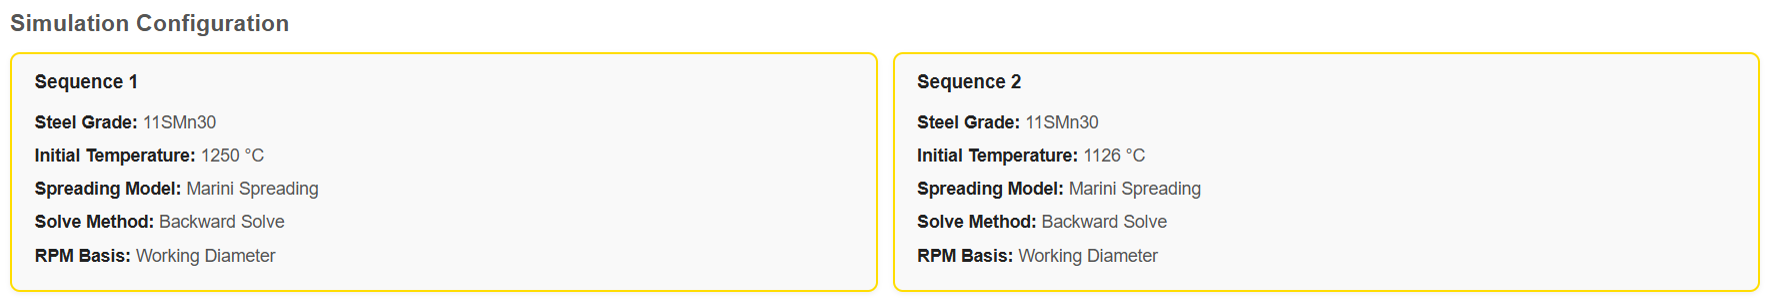 Simulation Configuration
Sequence 1
Steel Grade: 11SMn30
Initial Temperature: 1250 °C
Spreading Model: Marini Spreading
Solve Method: Backward Solve
RPM Basis: Working Diameter
Sequence 2
Steel Grade: 11SMn30
Initial Temperature: 1126 °C
Spreading Model: Marini Spreading
Solve Method: Backward Solve
RPM Basis: Working Diameter